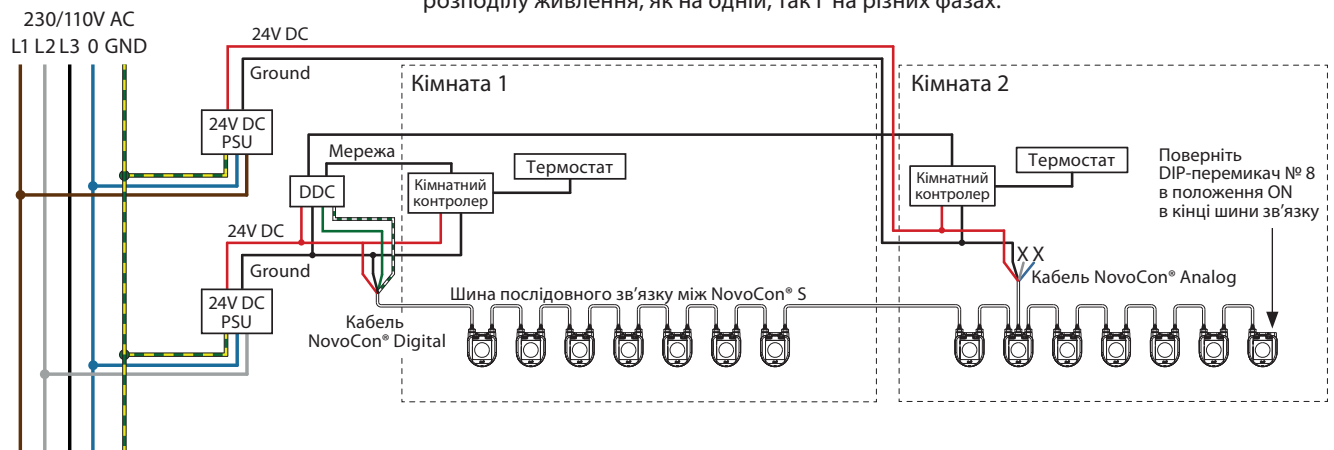 розподілу живлення, як на одній, так і на різних фазах.
230/110V AC
L1 L2 L3 0 GND
24V DC
Ground
24V DC
PSU
Кімната 1
Мережа
DDC
Кімнатний
контролер
Термостат
24V DC
Ground
24V DC
PSU
Кабель
NovoCon® Digital
Шина послідовного зв’язку між NovoCon® S
Кімната 2
Кімнатний
контролер
Термостат
X X
Кабель NovoCon® Analog
Поверніть
DIP-перемикач № 8
в положення ON
в кінці шини зв’язку